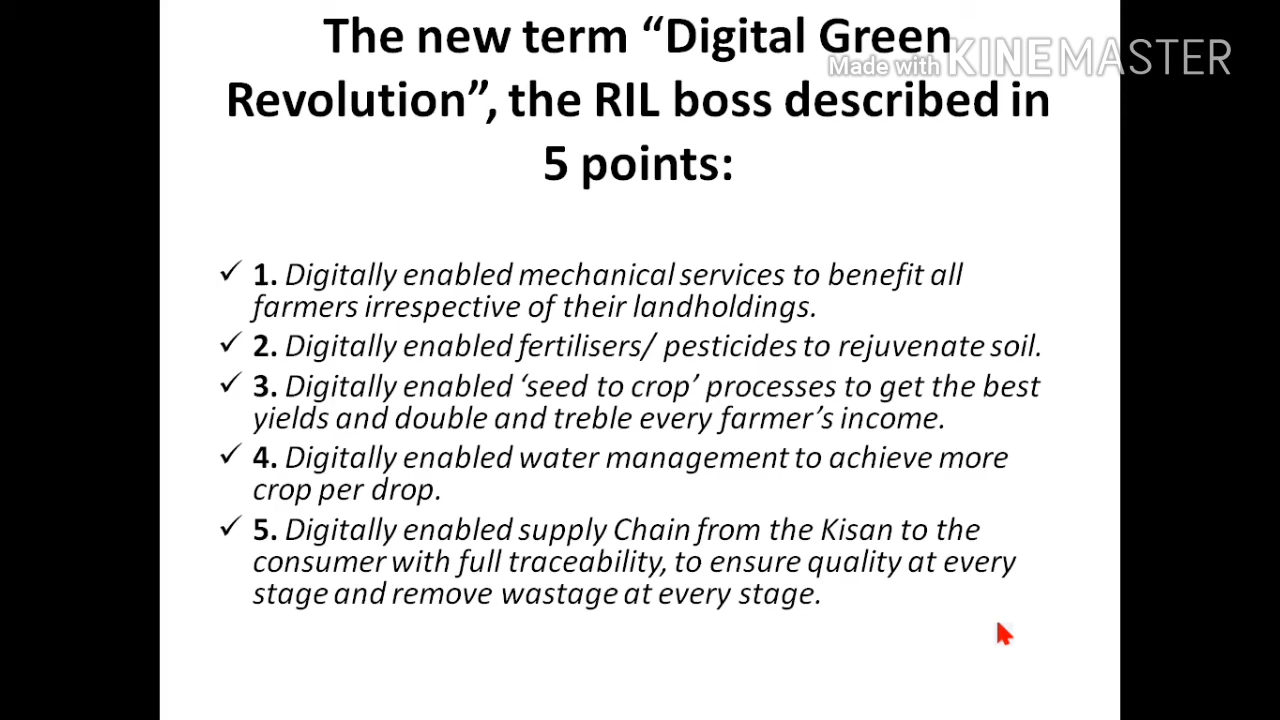 The new term “Digital Green
Made with KINEMASTER
Revolution”, the RIL boss described in
5 points:
✓ 1. Digitally enabled mechanical services to benefit all
farmers irrespective of their landholdings.
✓ 2. Digitally enabled fertilisers/ pesticides to rejuvenate soil.
✓ 3. Digitally enabled ‘seed to crop’ processes to get the best
yields and double and treble every farmer’s income.
✓ 4. Digitally enabled water management to achieve more
crop per drop.
✓ 5. Digitally enabled supply Chain from the Kisan to the
consumer with full traceability, to ensure quality at every
stage and remove wastage at every stage.